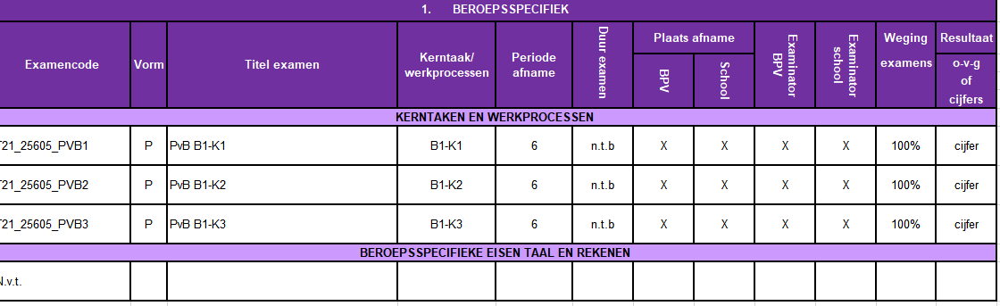 1. BEROEPSSPECIFIEK
Examencode Vorm Titel examen Kerntaak/ werkprocessen Periode afname Duur examen Plaats afname BPV School Examinator BPV Examinator school Weging examens Resultaat o-v-g of cijfers
KERNTAKEN EN WERKPROCESSEN
T21_25605_PVB1 P PvB B1-K1 B1-K1 6 n.t.b X X X X 100% cijfer
T21_25605_PVB2 P PvB B1-K2 B1-K2 6 n.t.b X X X X 100% cijfer
T21_25605_PVB3 P PvB B1-K3 B1-K3 6 n.t.b X X X X 100% cijfer
BEROEPSSPECIFIEKE EISEN TAAL EN REKENEN
N.v.t.